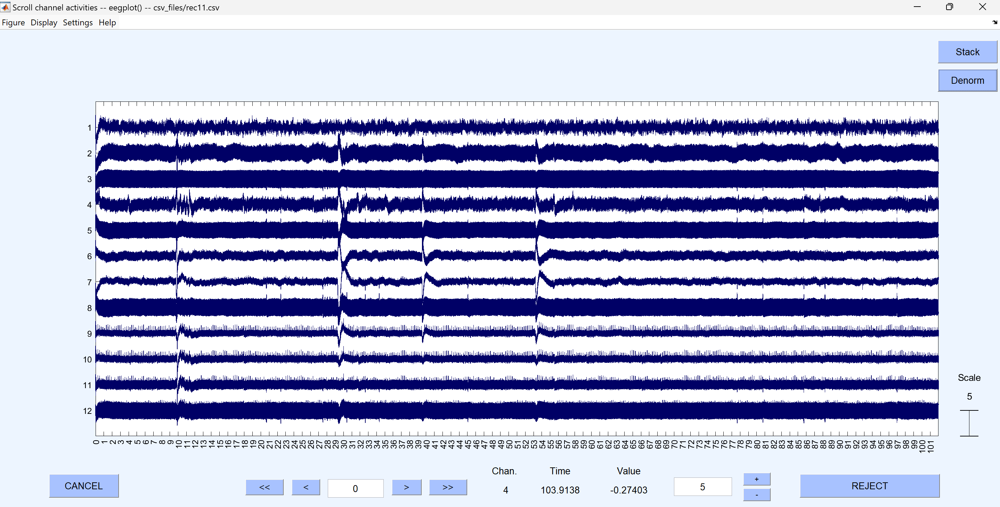 Scroll channel activities -- eegplot() -- csv_files/rec11.csv
Figure Display Settings Help
Stack
Denorm
1
2
3
4
5
6
7
8
9
10
11
12
Scale
5
0 1 2 3 4 5 6 7 8 9 10 11 12 13 14 15 16 17 18 19 20 21 22 23 24 25 26 27 28 29 30 31 32 33 34 35 36 37 38 39 40 41 42 43 44 45 46 47 48 49 50 51 52 53 54 55 56 57 58 59 60 61 62 63 64 65 66 67 68 69 70 71 72 73 74 75 76 77 78 79 80 81 82 83 84 85 86 87 88 89 90 91 92 93 94 95 96 97 98 99 100 101
Chan. Time Value
CANCEL << < 0 > >> 4 103.9138 -0.27403 5 + - REJECT